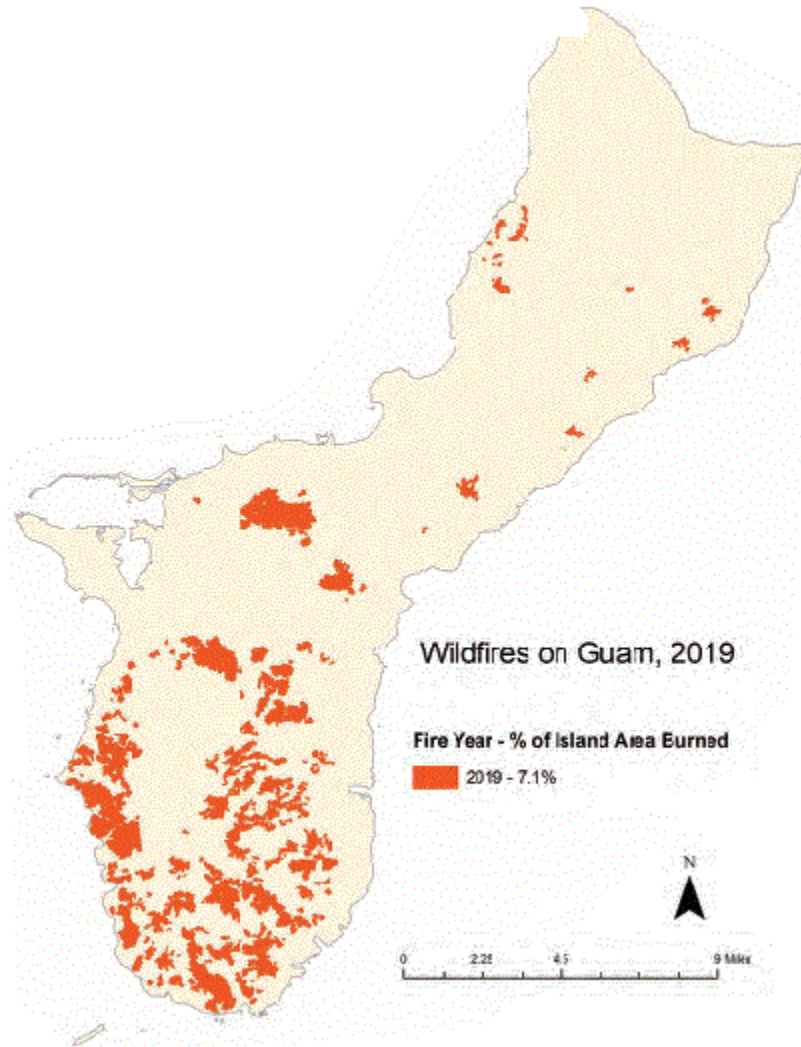 Wildfires on Guam, 2019
Fire Year - % of Island Area Burned
2019 - 7.1%
N
0 2.25 4.5 9 Miles